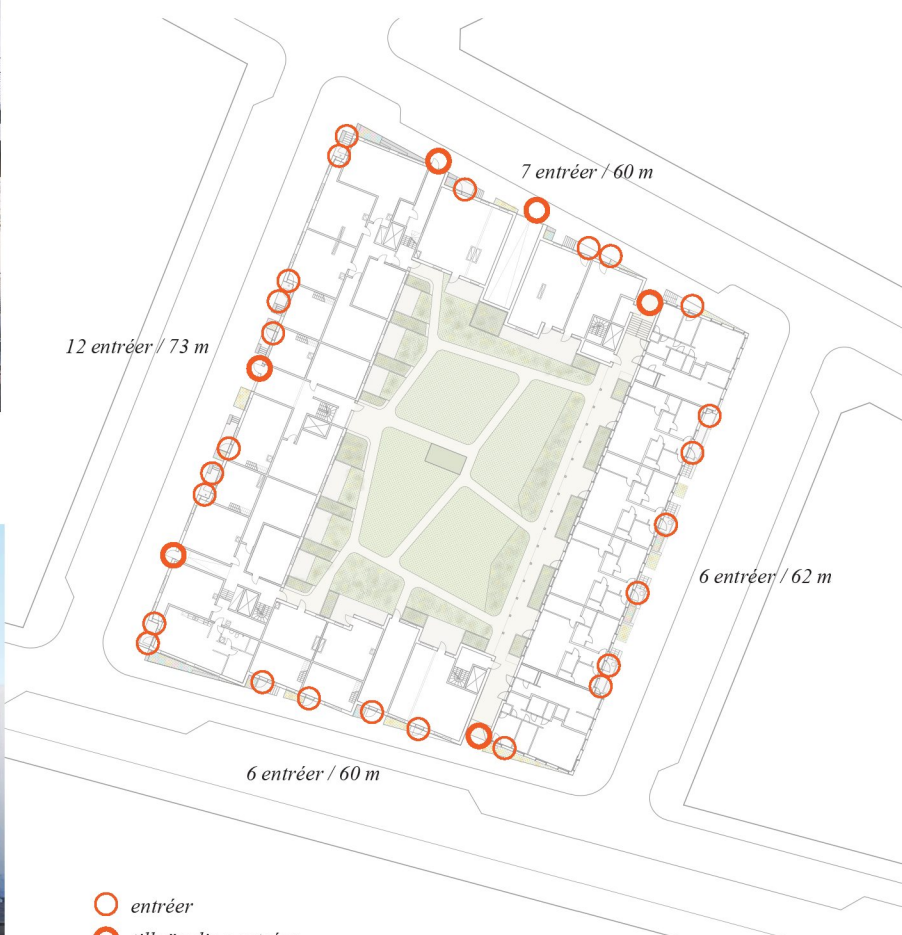 7 entréer / 60 m
12 entréer / 73 m
6 entréer / 62 m
6 entréer / 60 m
entréer